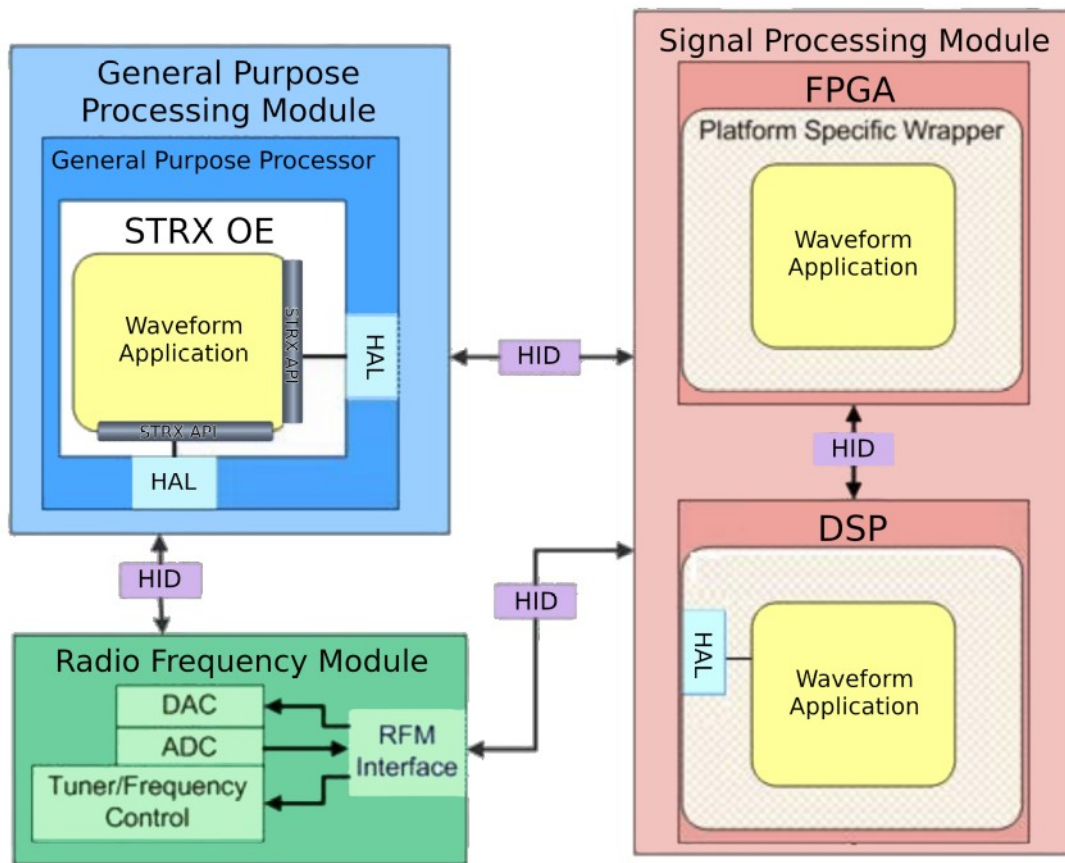 General Purpose
Processing Module
General Purpose Processor
STRX OE
Waveform
Application
STRX API
HAL
STRX API
HAL
HID
Signal Processing Module
FPGA
Platform Specific Wrapper
Waveform
Application
HID
DSP
HAL
Waveform
Application
HID
HID
Radio Frequency Module
DAC
ADC
Tuner/Frequency
Control
RFM
Interface